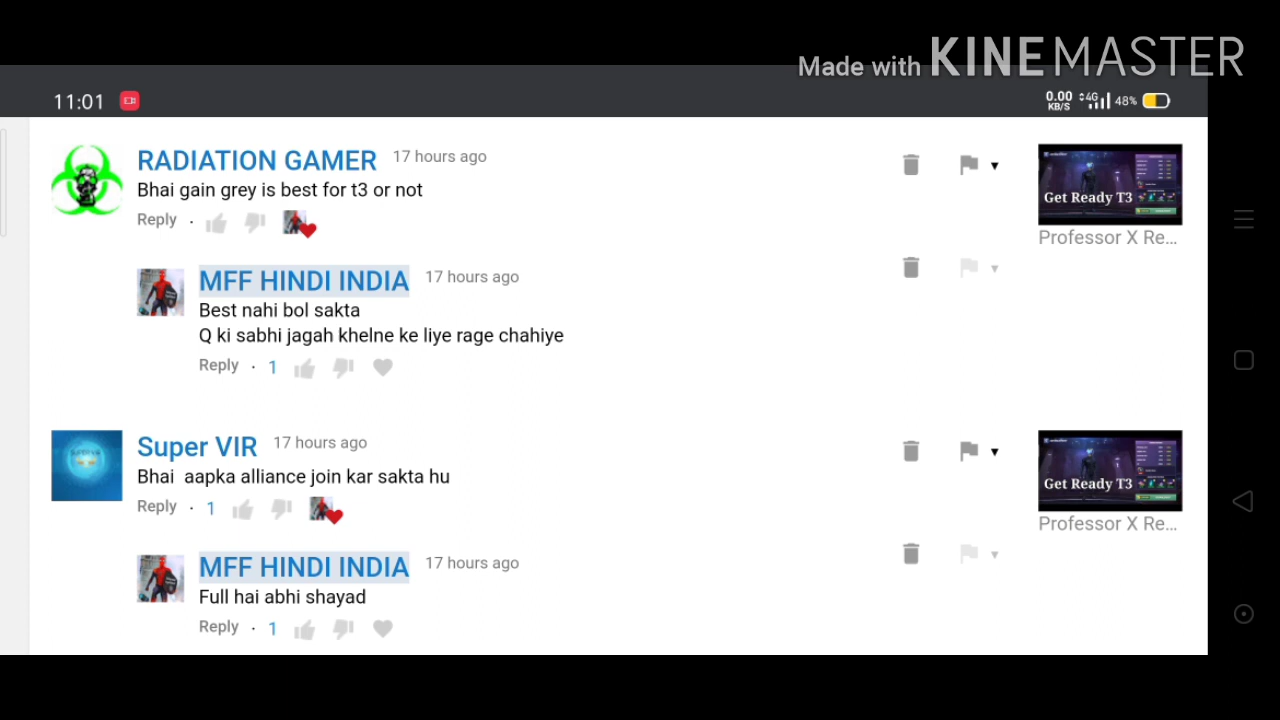 Made with KINEMASTER
11:01
0.00 KB/S 4G 48%
RADIATION GAMER 17 hours ago
Bhai gain grey is best for t3 or not
Reply ·
Get Ready T3
Professor X Re...
MFF HINDI INDIA 17 hours ago
Best nahi bol sakta
Q ki sabhi jagah khelne ke liye rage chahiye
Reply · 1
Super VIR 17 hours ago
Bhai  aapka alliance join kar sakta hu
Reply · 1
Get Ready T3
Professor X Re...
MFF HINDI INDIA 17 hours ago
Full hai abhi shayad
Reply · 1